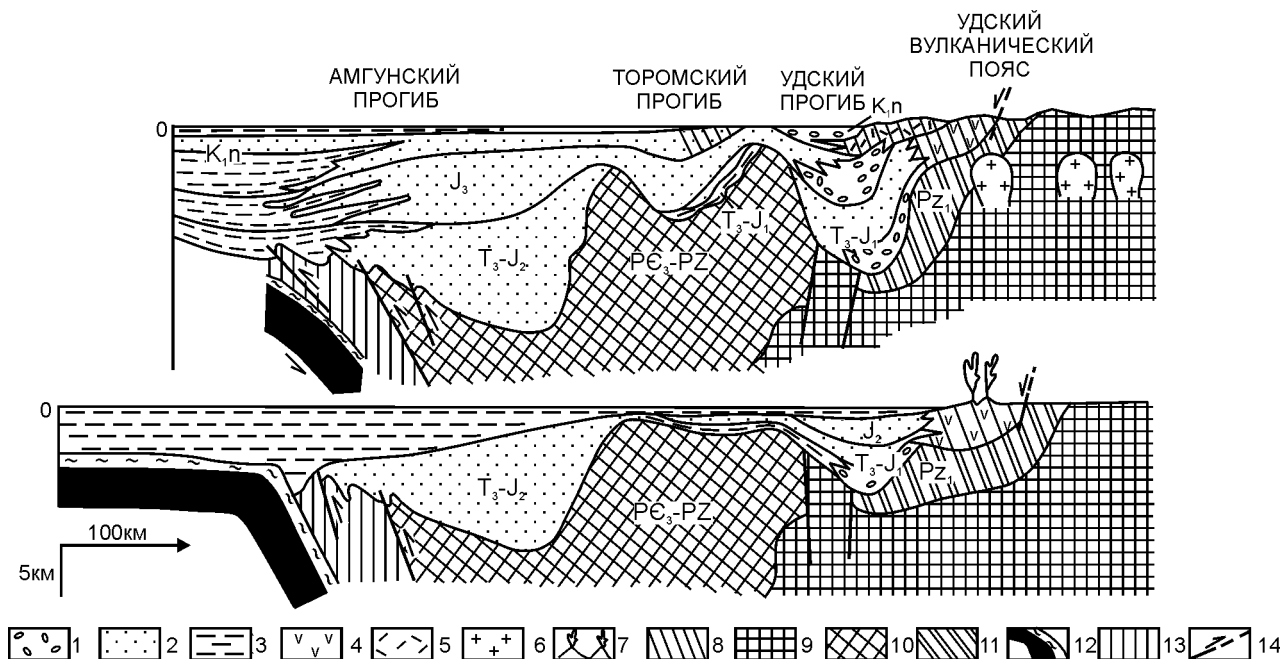 УДСКИЙ
ВУЛКАНИЧЕСКИЙ
ПОЯС
АМГУНСКИЙ
ПРОГИБ
ТОРОМСКИЙ
ПРОГИБ
УДСКИЙ
ПРОГИБ
K₁n
0
K₁n
J₃
T₃-J₂
PЄ₃-PZ
T₃-J₁
T₃-J₁
Pz₁
0
T₃-J₂
PЄ₃-PZ
J₂
T₃-J₁
Pz₁
100км
5км
1 2 3 4 5 6 7 8 9 10 11 12 13 14